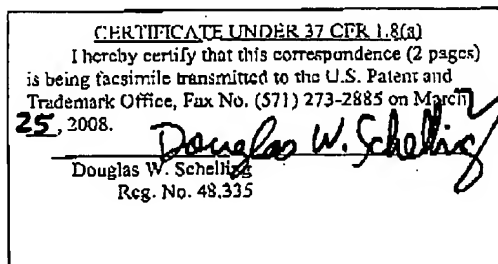 CERTIFICATE UNDER 37 CFR 1.8(a)
I hereby certify that this correspondence (2 pages)
is being facsimile transmitted to the U.S. Patent and
Trademark Office, Fax No. (571) 273-2885 on March
25, 2008.
Douglas W. Schelling
Douglas W. Schelling
Reg. No. 48,335